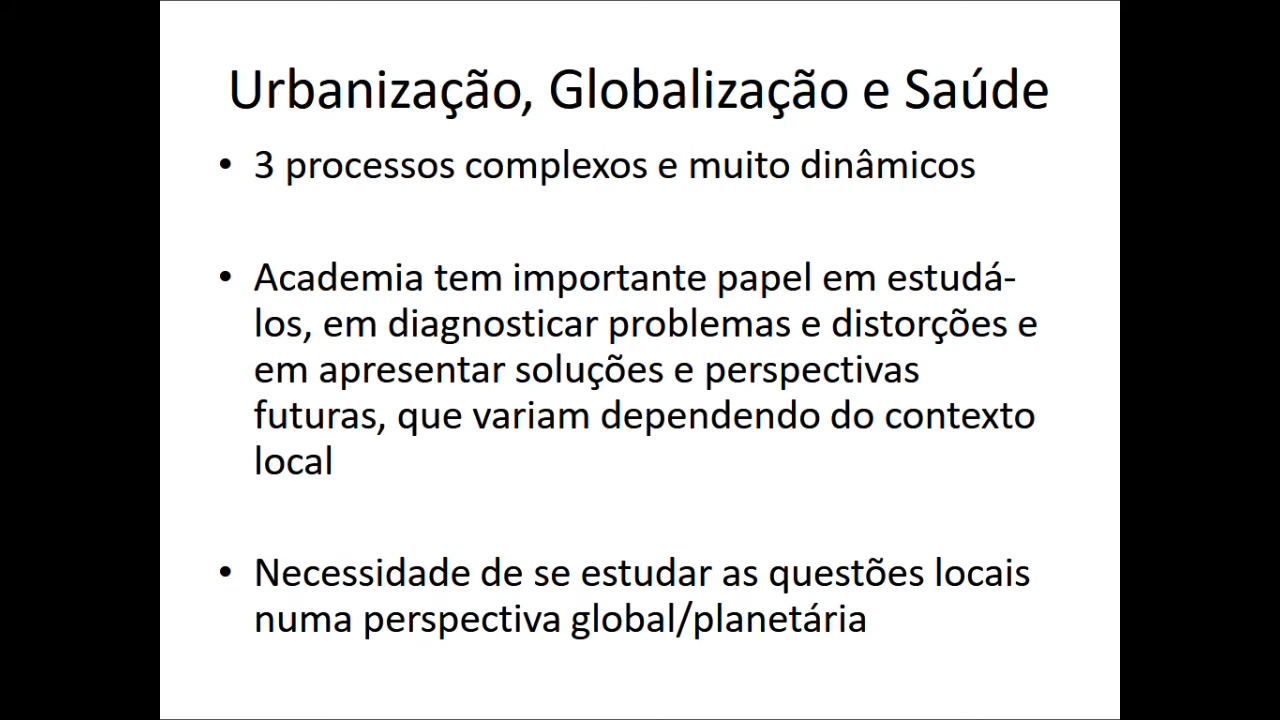 Urbanização, Globalização e Saúde
• 3 processos complexos e muito dinâmicos
• Academia tem importante papel em estudá-
los, em diagnosticar problemas e distorções e
em apresentar soluções e perspectivas
futuras, que variam dependendo do contexto
local
• Necessidade de se estudar as questões locais
numa perspectiva global/planetária